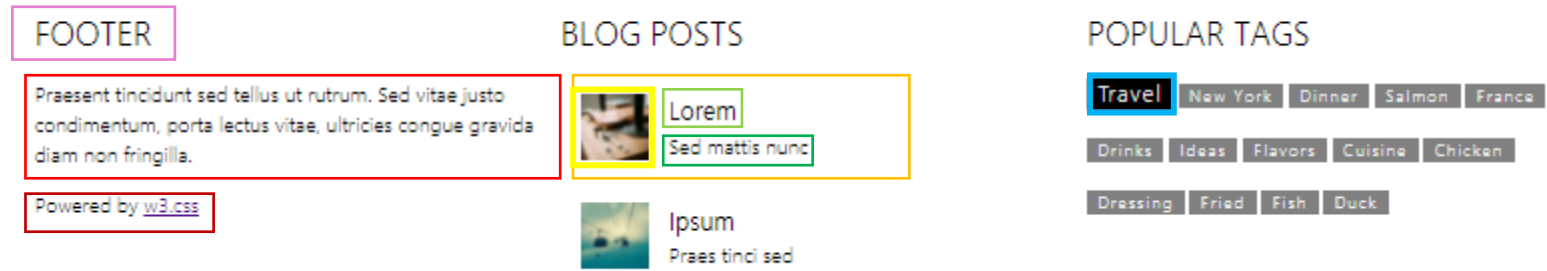 FOOTER
Praesent tincidunt sed tellus ut rutrum. Sed vitae justo
condimentum, porta lectus vitae, ultricies congue gravida
diam non fringilla.
Powered by w3.css
BLOG POSTS
Lorem
Sed mattis nunc
Ipsum
Praes tinci sed
POPULAR TAGS
Travel New York Dinner Salmon France
Drinks Ideas Flavors Cuisine Chicken
Dressing Fried Fish Duck